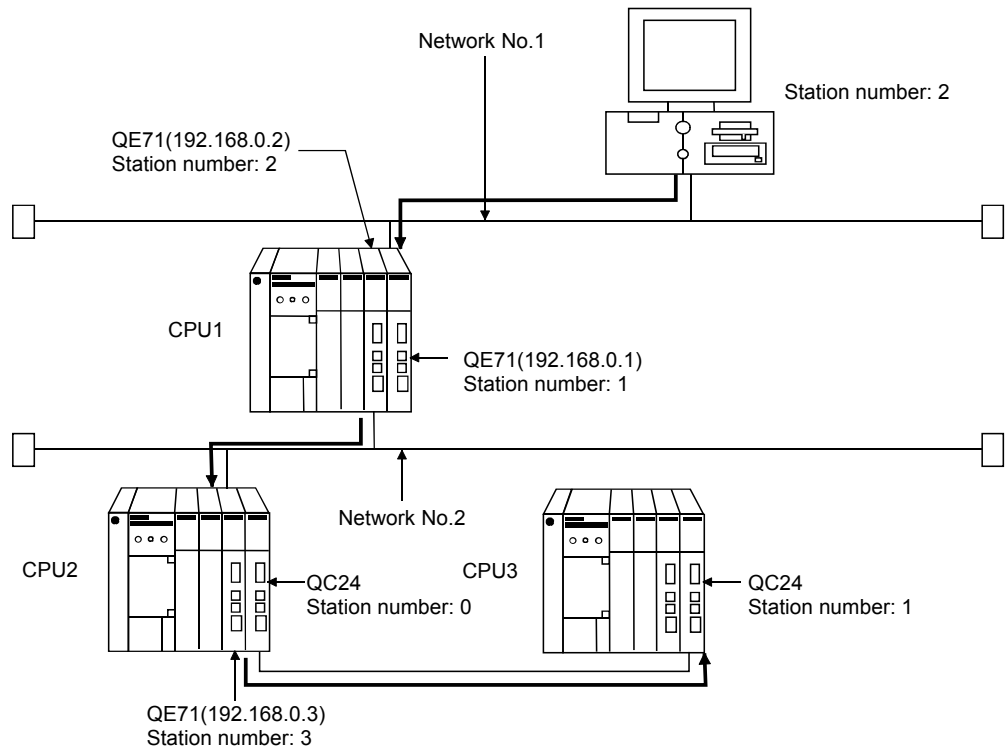 Network No.1
Station number: 2
QE71(192.168.0.2)
Station number: 2
CPU1
QE71(192.168.0.1)
Station number: 1
Network No.2
CPU2
QC24
Station number: 0
CPU3
QC24
Station number: 1
QE71(192.168.0.3)
Station number: 3